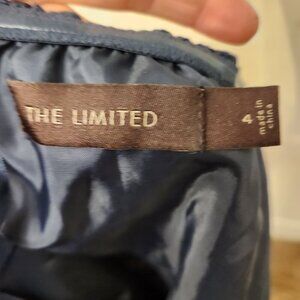 THE LIMITED
4
made in
china